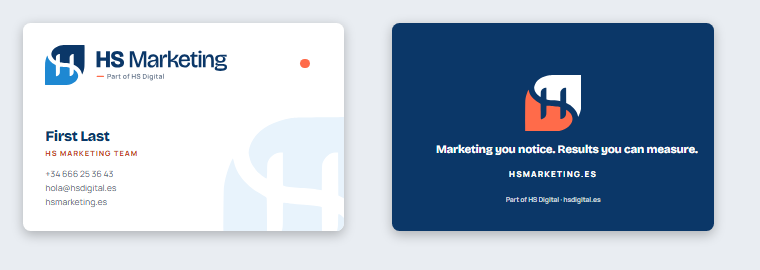 HS Marketing
Part of HS Digital
First Last
HS MARKETING TEAM
+34 666 25 36 43
hola@hsdigital.es
hsmarketing.es
Marketing you notice. Results you can measure.
HSMARKETING.ES
Part of HS Digital · hsdigital.es